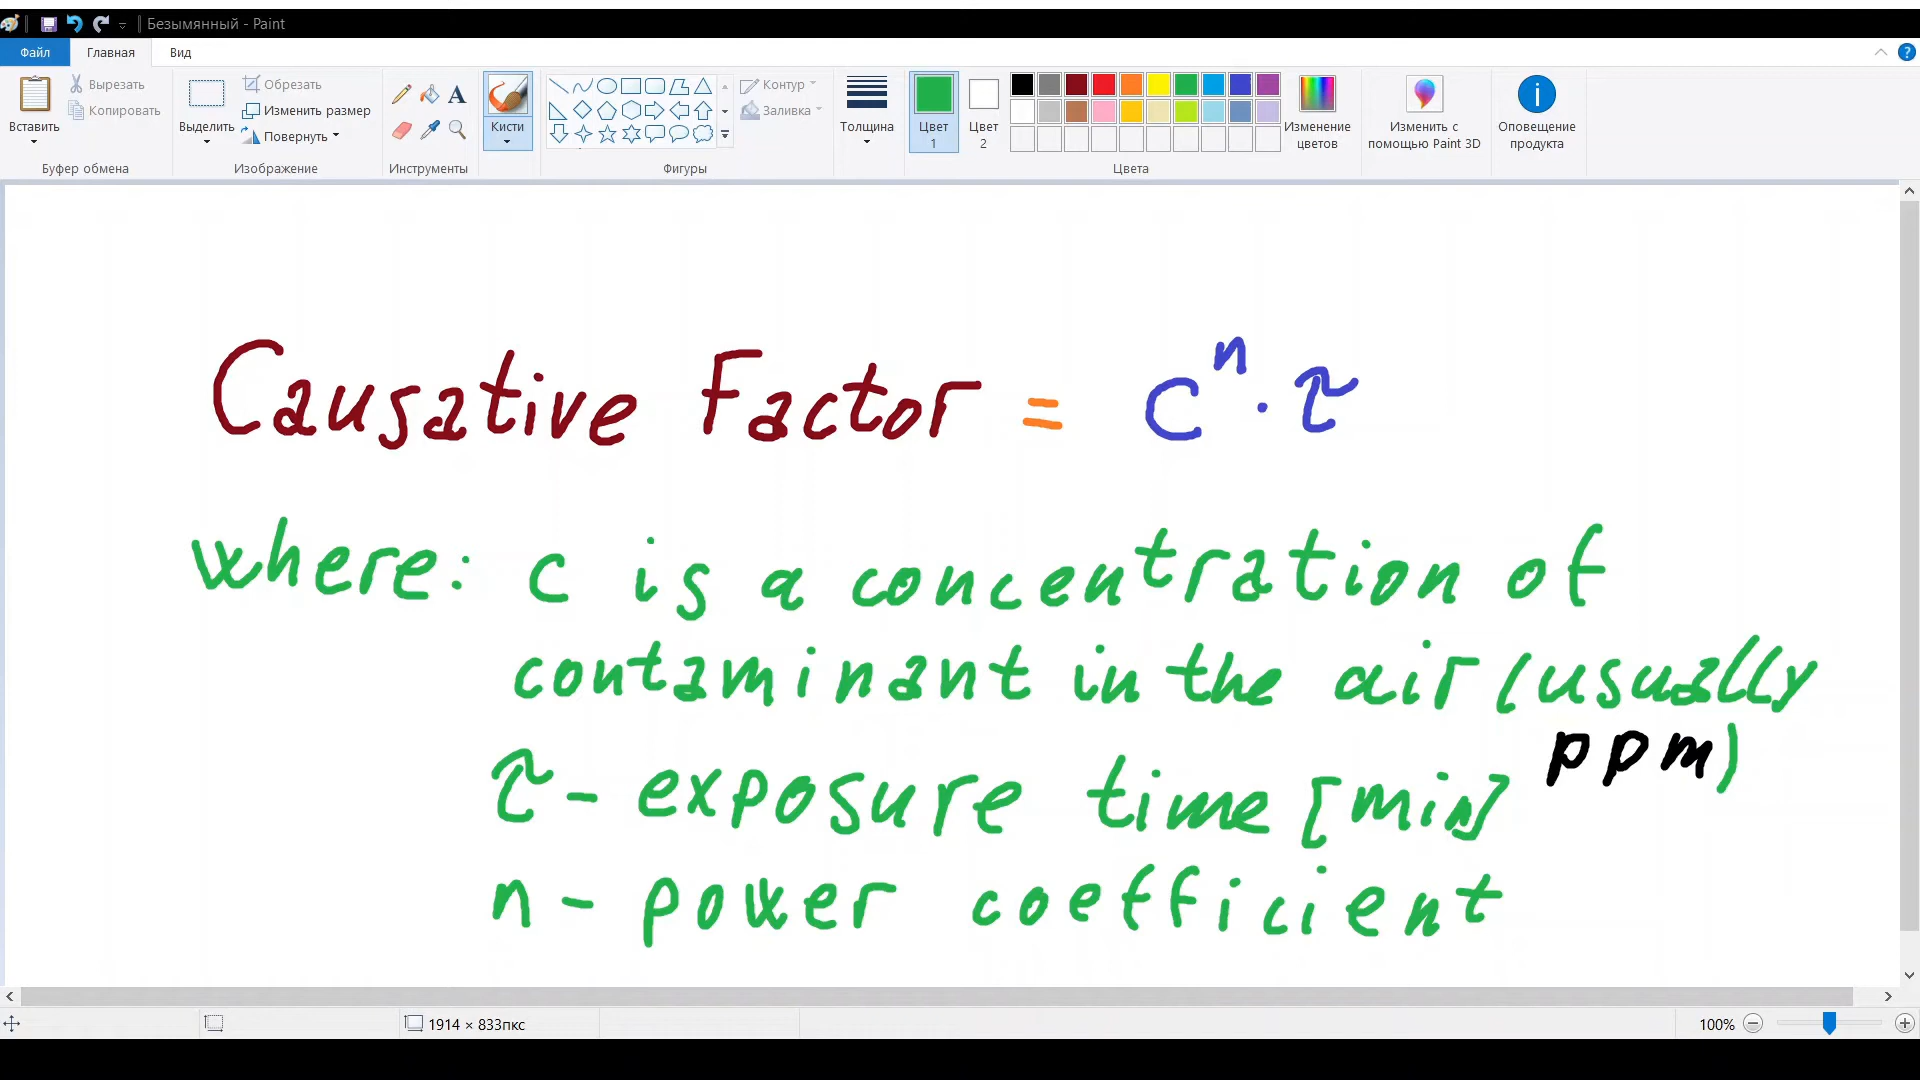 Безымянный - Paint
Файл Главная Вид
Вставить
Вырезать
Копировать
Буфер обмена
Выделить
Обрезать
Изменить размер
Повернуть
Изображение
A
Инструменты
Кисти
Контур
Заливка
Фигуры
Толщина
Цвет 1
Цвет 2
Изменение цветов
Цвета
Изменить с помощью Paint 3D
Оповещение продукта
Causative Factor = cⁿ · τ
where: c is a concentration of
contaminant in the air (usually
ppm)
τ - exposure time [min]
n - power coefficient
1914 × 833пкс
100%